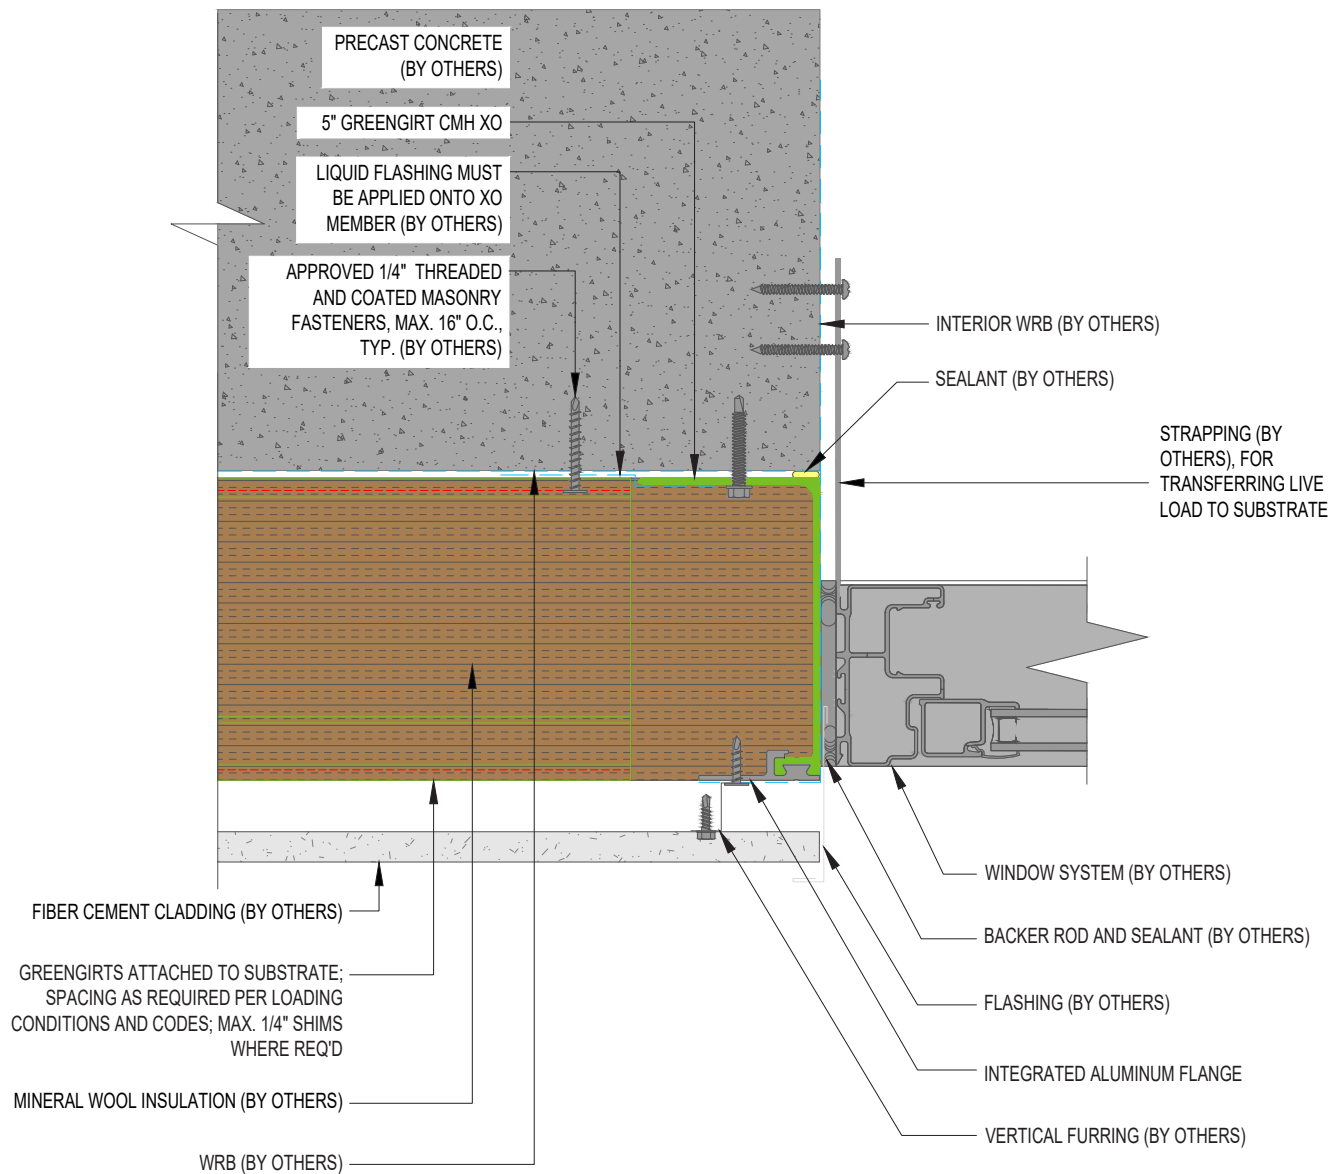 PRECAST CONCRETE
(BY OTHERS)
5" GREENGIRT CMH XO
LIQUID FLASHING MUST
BE APPLIED ONTO XO
MEMBER (BY OTHERS)
APPROVED 1/4" THREADED
AND COATED MASONRY
FASTENERS, MAX. 16" O.C.,
TYP. (BY OTHERS)
INTERIOR WRB (BY OTHERS)
SEALANT (BY OTHERS)
STRAPPING (BY
OTHERS), FOR
TRANSFERRING LIVE
LOAD TO SUBSTRATE
WINDOW SYSTEM (BY OTHERS)
BACKER ROD AND SEALANT (BY OTHERS)
FLASHING (BY OTHERS)
INTEGRATED ALUMINUM FLANGE
VERTICAL FURRING (BY OTHERS)
FIBER CEMENT CLADDING (BY OTHERS)
GREENGIRTS ATTACHED TO SUBSTRATE;
SPACING AS REQUIRED PER LOADING
CONDITIONS AND CODES; MAX. 1/4" SHIMS
WHERE REQ'D
MINERAL WOOL INSULATION (BY OTHERS)
WRB (BY OTHERS)